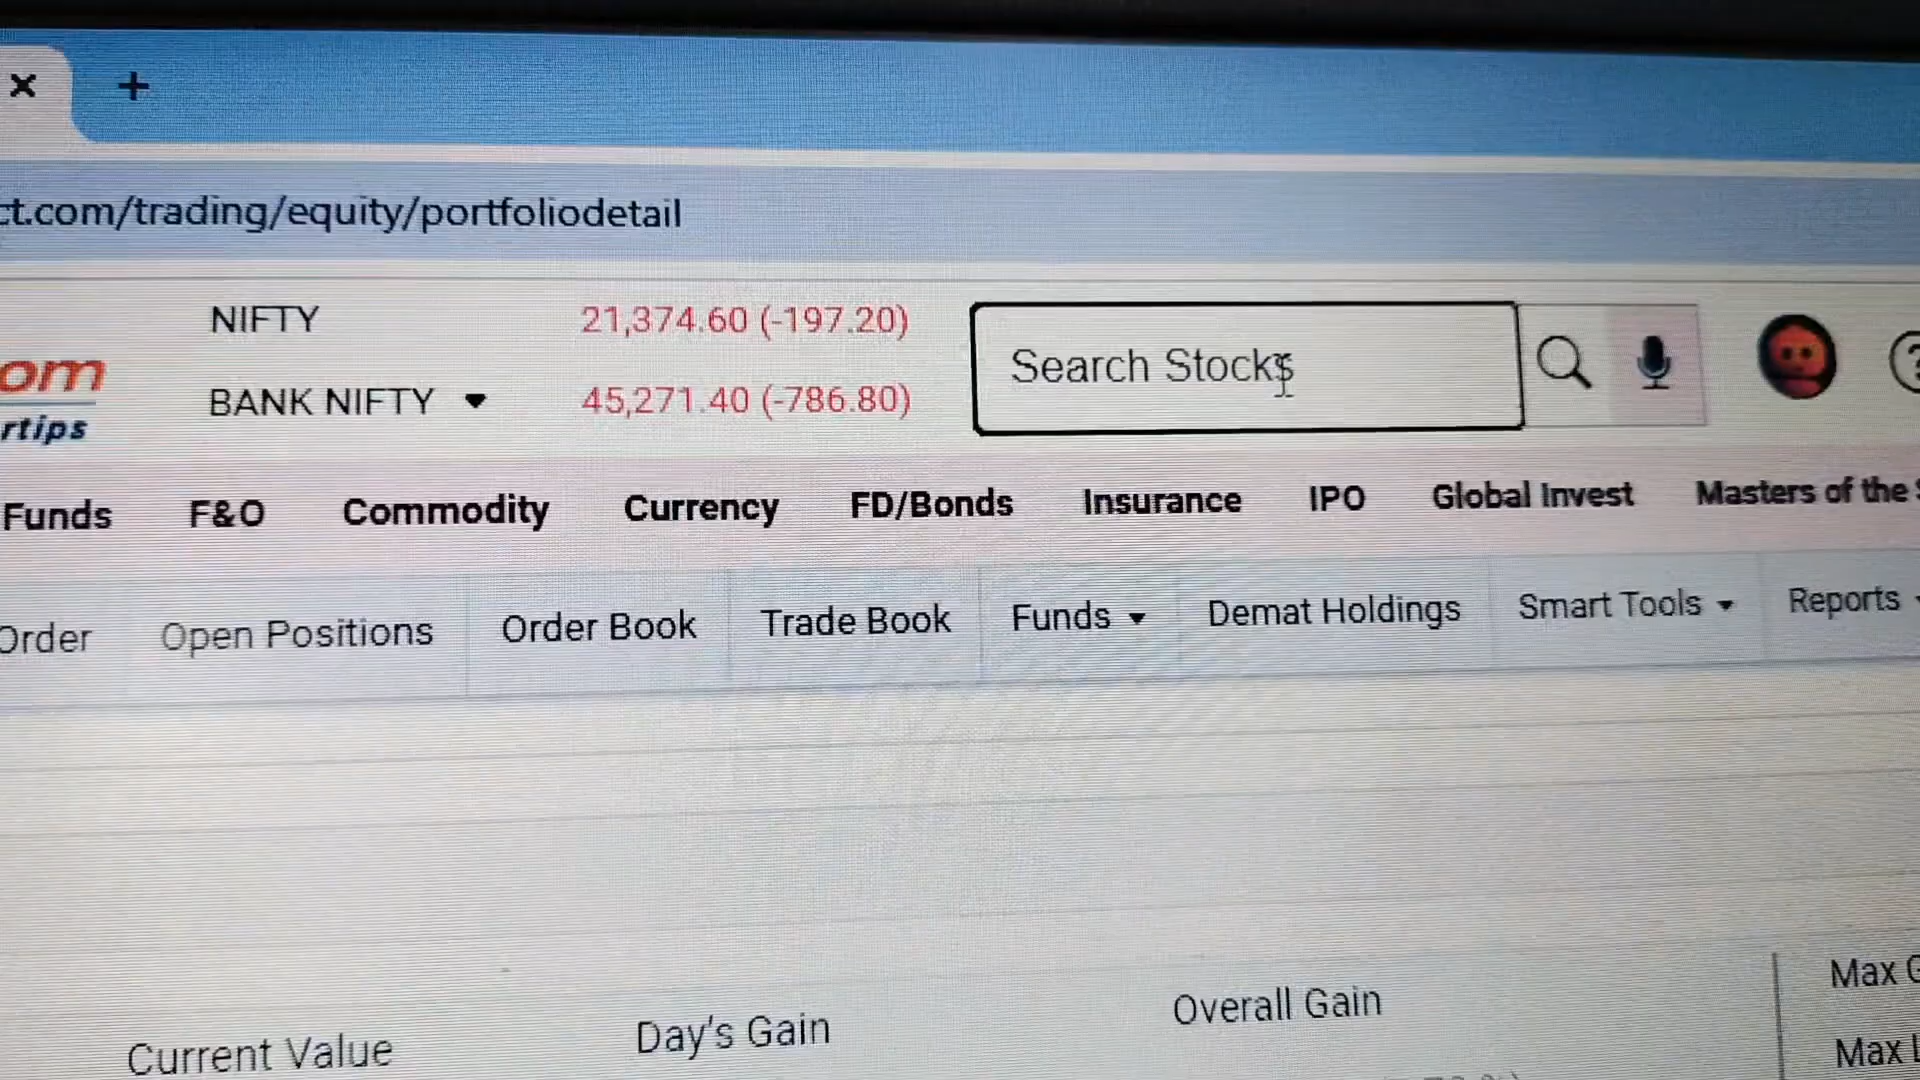 ct.com/trading/equity/portfoliodetail
NIFTY 21,374.60 (-197.20)
BANK NIFTY 45,271.40 (-786.80)
Search Stocks
om
rtips
Funds F&O Commodity Currency FD/Bonds Insurance IPO Global Invest Masters of the
Order Open Positions Order Book Trade Book Funds Demat Holdings Smart Tools Reports
Current Value Day's Gain Overall Gain
Max G
Max L